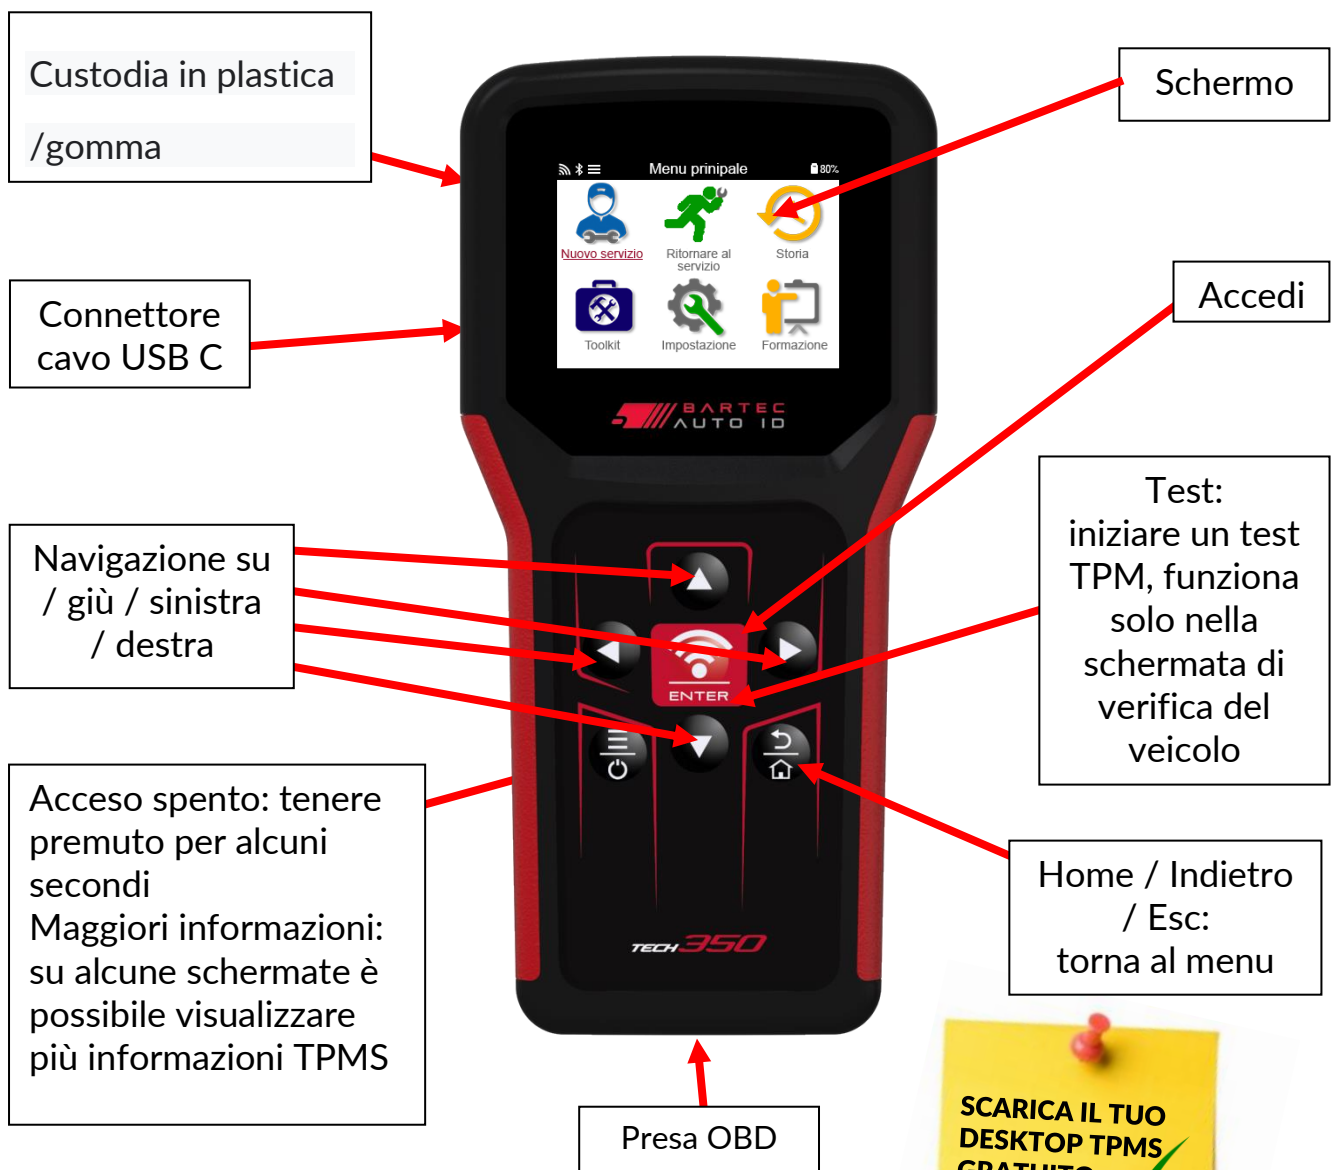 Custodia in plastica
/gomma
Schermo
Menu prinipale
80%
Nuovo servizio
Ritornare al
servizio
Storia
Toolkit
Impostazione
Formazione
BARTEC
AUTO ID
Connettore
cavo USB C
Accedi
Test:
iniziare un test
TPM, funziona
solo nella
schermata di
verifica del
veicolo
Navigazione su
/ giù / sinistra
/ destra
ENTER
Acceso spento: tenere
premuto per alcuni
secondi
Maggiori informazioni:
su alcune schermate è
possibile visualizzare
più informazioni TPMS
Home / Indietro
/ Esc:
torna al menu
TECH350
Presa OBD
SCARICA IL TUO
DESKTOP TPMS
GRATUITO